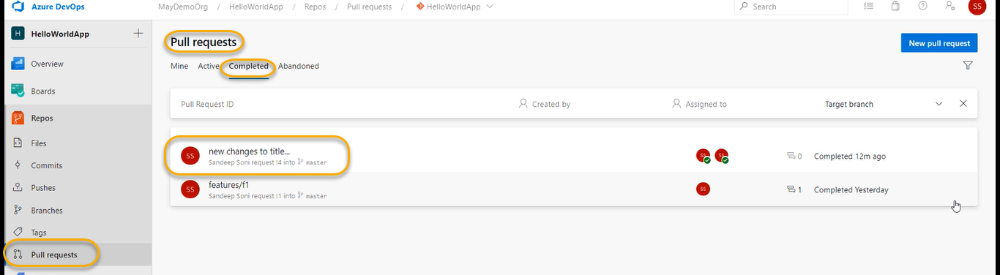 Azure DevOps
MayDemoOrg / HelloWorldApp / Repos / Pull requests / HelloWorldApp
Search
SS
H HelloWorldApp
Overview
Boards
Repos
Files
Commits
Pushes
Branches
Tags
Pull requests
Pull requests
New pull request
Mine Active Completed Abandoned
Pull Request ID Created by Assigned to Target branch
SS new changes to title... SS SS 0 Completed 12m ago
Sandeep Soni request !4 into master
SS features/f1 SS 1 Completed Yesterday
Sandeep Soni request !1 into master